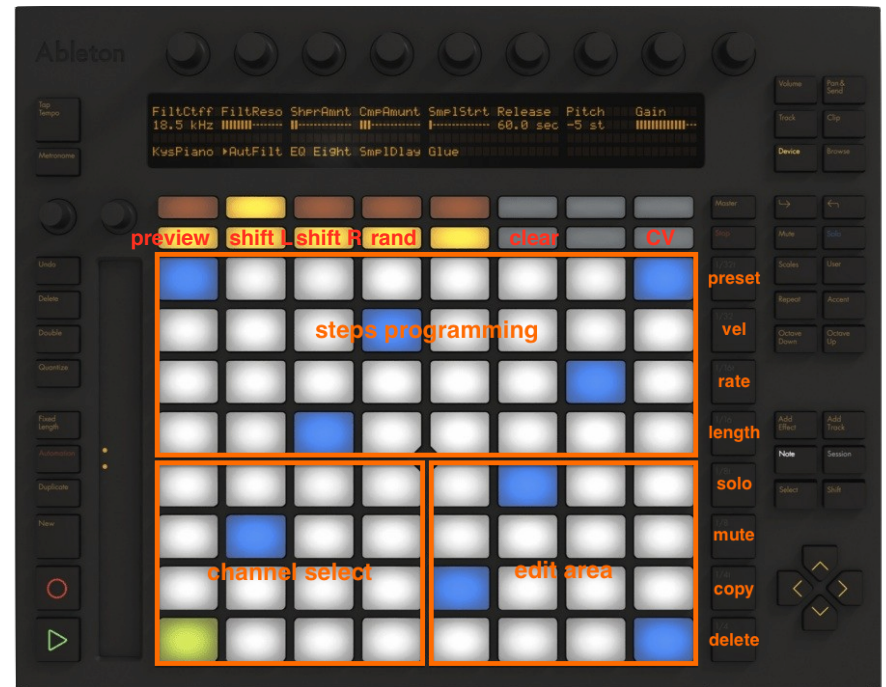 Ableton
Volume
Pan &
Send
Tap
Tempo
FiltCtff FiltReso ShprAmnt CmpAmunt SmplStrt Release Pitch Gain
18.5 kHz 60.0 sec -5 st
Track
Clip
Metronome
KysPiano ▸AutFilt EQ Eight SmplDlay Glue
Device
Browse
Master
Stop
Mute
Solo
preview shift L shift R rand clear CV
Undo
preset
Scales
User
Delete
Repeat
Accent
Double
steps programming
vel
Octave
Down
Octave
Up
Quantize
rate
Fixed
Length
length
Add
Effect
Add
Track
Automation
Note
Session
Duplicate
solo
Select
Shift
New
mute
channel select
edit area
copy
delete